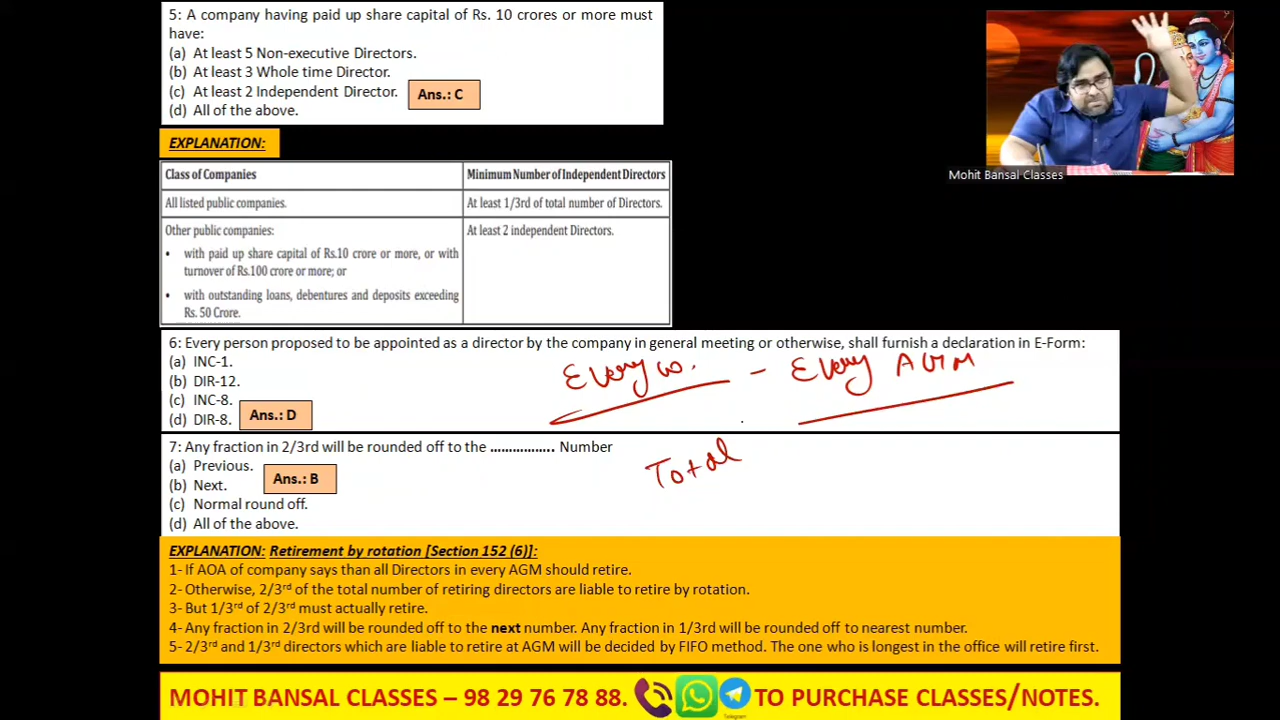 5: A company having paid up share capital of Rs. 10 crores or more must
have:
(a) At least 5 Non-executive Directors.
(b) At least 3 Whole time Director.
(c) At least 2 Independent Director.
(d) All of the above.
Ans.: C
Mohit Bansal Classes
EXPLANATION:
Class of Companies
Minimum Number of Independent Directors
All listed public companies.
At least 1/3rd of total number of Directors.
Other public companies:
At least 2 independent Directors.
• with paid up share capital of Rs.10 crore or more, or with
turnover of Rs.100 crore or more; or
• with outstanding loans, debentures and deposits exceeding
Rs. 50 Crore.
6: Every person proposed to be appointed as a director by the company in general meeting or otherwise, shall furnish a declaration in E-Form:
(a) INC-1.
(b) DIR-12.
(c) INC-8.
(d) DIR-8.
Ans.: D
Every co. - Every AGM
7: Any fraction in 2/3rd will be rounded off to the ................ Number
(a) Previous.
(b) Next.
(c) Normal round off.
(d) All of the above.
Ans.: B
Total
EXPLANATION: Retirement by rotation [Section 152 (6)]:
1- If AOA of company says than all Directors in every AGM should retire.
2- Otherwise, 2/3rd of the total number of retiring directors are liable to retire by rotation.
3- But 1/3rd of 2/3rd must actually retire.
4- Any fraction in 2/3rd will be rounded off to the next number. Any fraction in 1/3rd will be rounded off to nearest number.
5- 2/3rd and 1/3rd directors which are liable to retire at AGM will be decided by FIFO method. The one who is longest in the office will retire first.
MOHIT BANSAL CLASSES – 98 29 76 78 88. TO PURCHASE CLASSES/NOTES.
Telegram